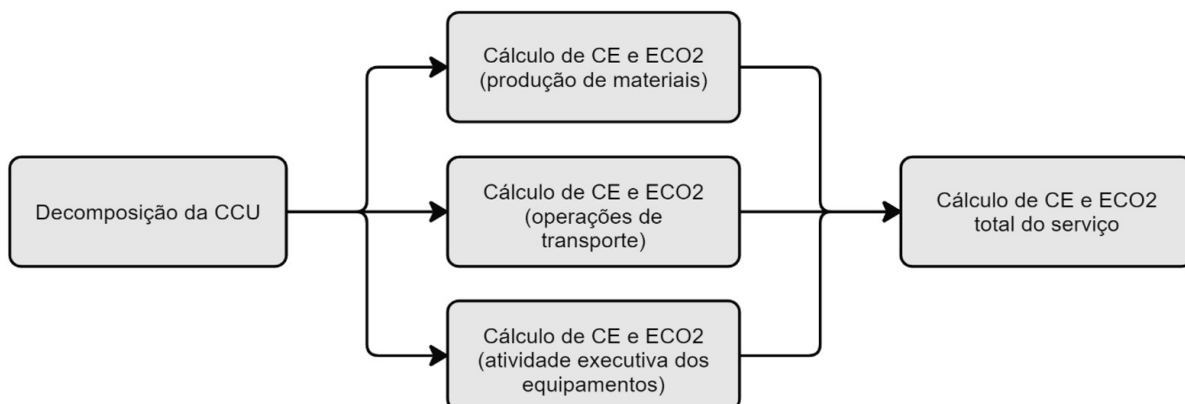 Decomposição da CCU
Cálculo de CE e ECO2
(produção de materiais)
Cálculo de CE e ECO2
(operações de
transporte)
Cálculo de CE e ECO2
(atividade executiva dos
equipamentos)
Cálculo de CE e ECO2
total do serviço